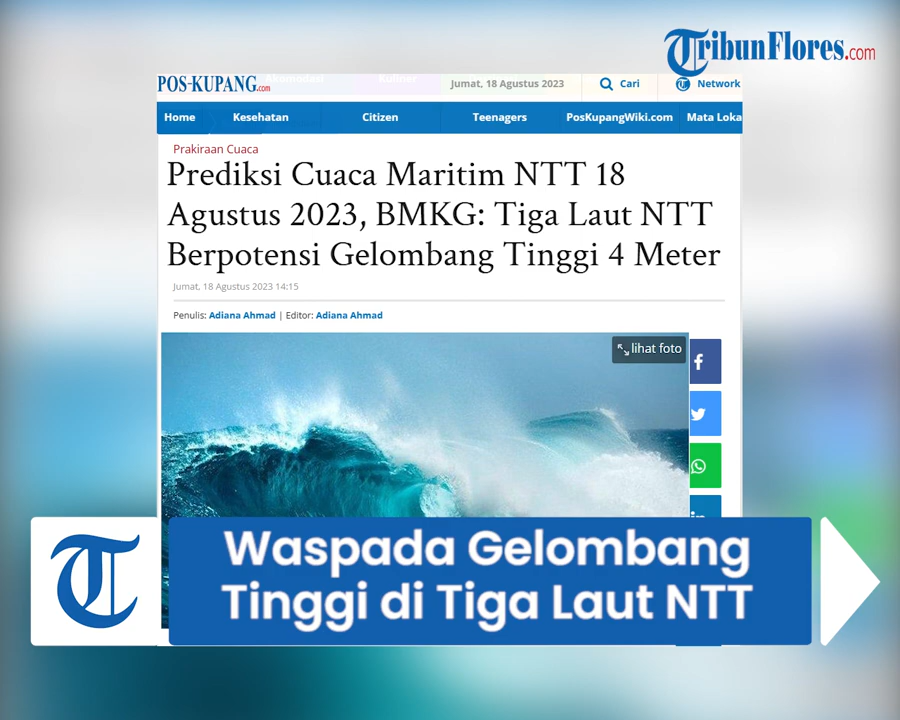 TribunFlores.com
POS-KUPANG.com
Akomodasi
Kuliner
Jumat, 18 Agustus 2023
Cari
Network
Home
Kesehatan
Citizen
Teenagers
PosKupangWiki.com
Mata Loka
Prakiraan Cuaca
Prediksi Cuaca Maritim NTT 18
Agustus 2023, BMKG: Tiga Laut NTT
Berpotensi Gelombang Tinggi 4 Meter
Jumat, 18 Agustus 2023 14:15
Penulis: Adiana Ahmad | Editor: Adiana Ahmad
lihat foto
in
Waspada Gelombang
Tinggi di Tiga Laut NTT